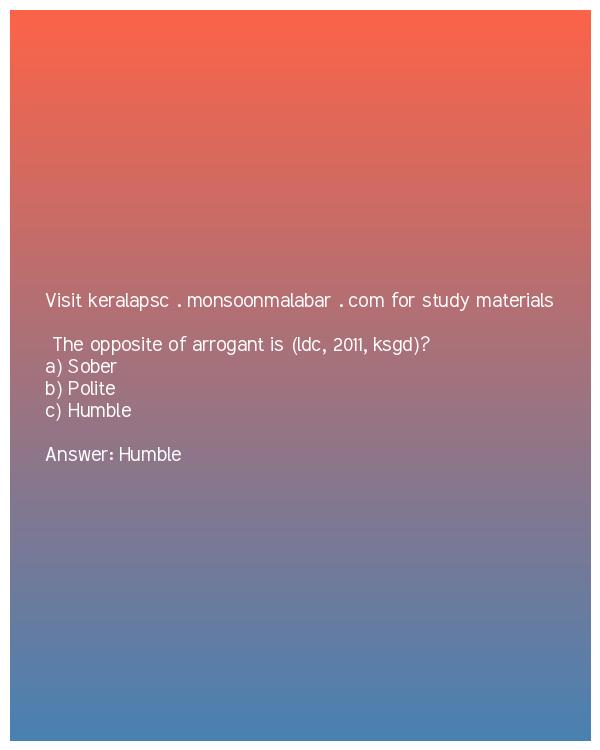 Visit keralapsc . monsoonmalabar . com for study materials
The opposite of arrogant is (ldc, 2011, ksgd)?
a) Sober
b) Polite
c) Humble
Answer: Humble